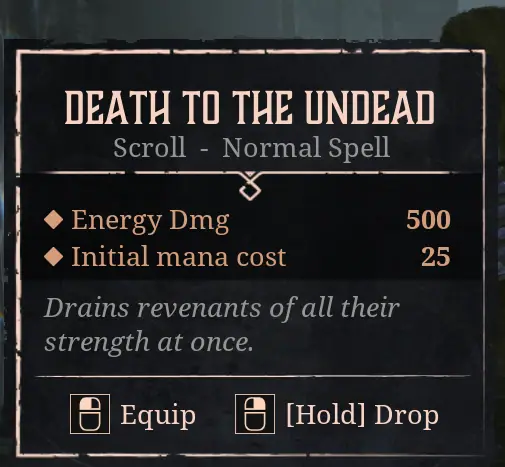 DEATH TO THE UNDEAD
Scroll - Normal Spell
Energy Dmg 500
Initial mana cost 25
Drains revenants of all their
strength at once.
Equip [Hold] Drop